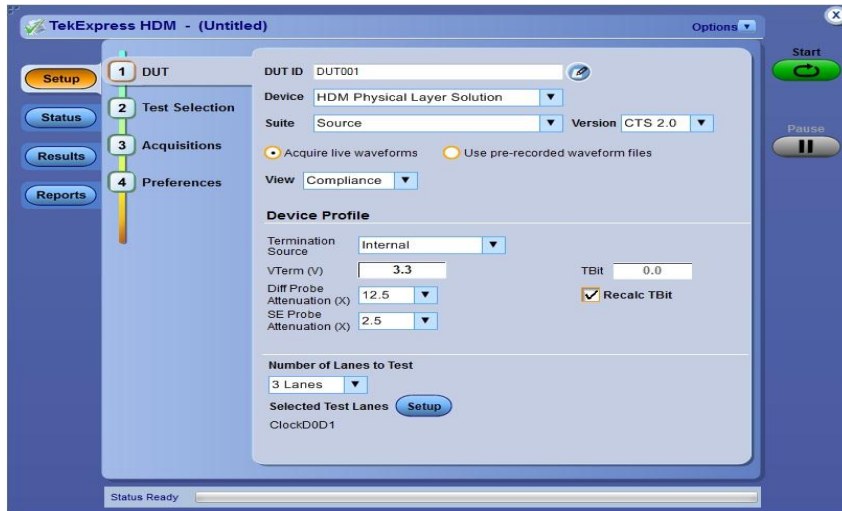 TekExpress HDM - (Untitled)
Options
X
Start
Pause
Setup
Status
Results
Reports
1 DUT
2 Test Selection
3 Acquisitions
4 Preferences
DUT ID DUT001
Device HDM Physical Layer Solution
Suite Source Version CTS 2.0
Acquire live waveforms Use pre-recorded waveform files
View Compliance
Device Profile
Termination
Source Internal
VTerm (V) 3.3 TBit 0.0
Diff Probe
Attenuation (X) 12.5 Recalc TBit
SE Probe
Attenuation (X) 2.5
Number of Lanes to Test
3 Lanes
Selected Test Lanes Setup
ClockD0D1
Status Ready